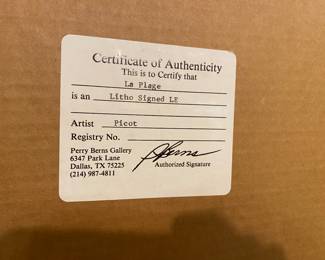 Certificate of Authenticity
This is to Certify that
La Plage
is an Litho Signed LE
Artist Picot
Registry No.
Perry Berns Gallery
6347 Park Lane
Dallas, TX 75225
(214) 987-4811
PBerns
Authorized Signature